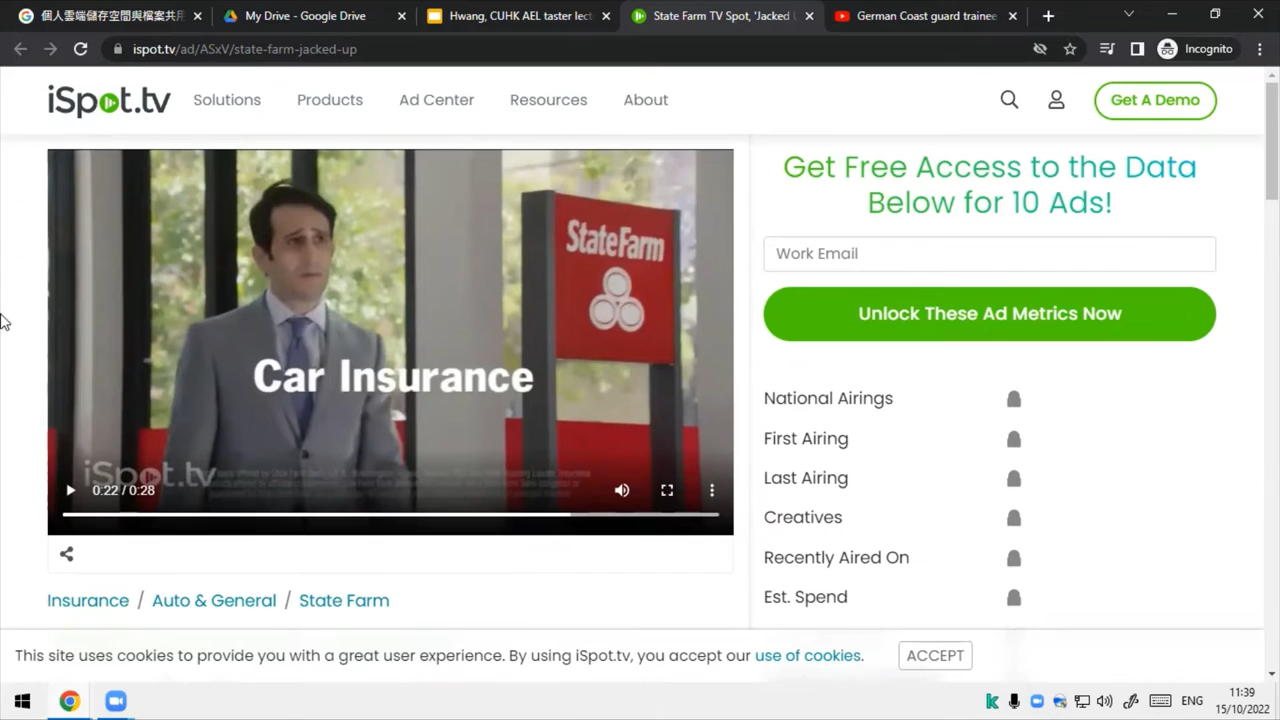 個人雲端儲存空間與檔案共用
My Drive - Google Drive
Hwang, CUHK AEL taster lect
State Farm TV Spot, 'Jacked U
German Coast guard trainee
ispot.tv/ad/ASxV/state-farm-jacked-up
Incognito
iSpot.tv
Solutions
Products
Ad Center
Resources
About
Get A Demo
StateFarm
Car Insurance
iSpot.tv
0:22 / 0:28
Insurance / Auto & General / State Farm
Get Free Access to the Data
Below for 10 Ads!
Work Email
Unlock These Ad Metrics Now
National Airings
First Airing
Last Airing
Creatives
Recently Aired On
Est. Spend
This site uses cookies to provide you with a great user experience. By using iSpot.tv, you accept our use of cookies.
ACCEPT
ENG
11:39
15/10/2022